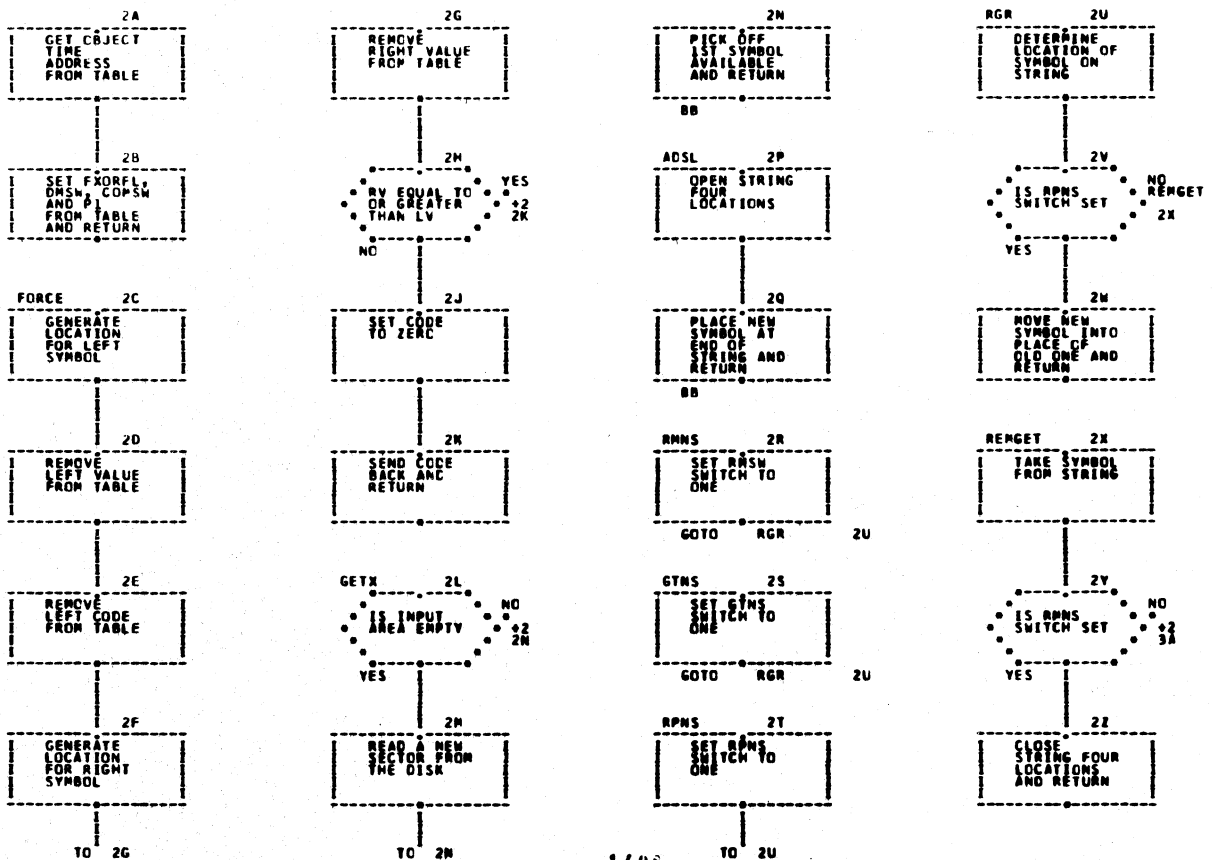 2A
GET OBJECT
TIME
ADDRESS
FROM TABLE
2B
SET FXORFL,
DMSW, COMSW
AND P1
FROM TABLE
AND RETURN
FORCE 2C
GENERATE
LOCATION
FOR LEFT
SYMBOL
2D
REMOVE
LEFT VALUE
FROM TABLE
2E
REMOVE
LEFT CODE
FROM TABLE
2F
GENERATE
LOCATION
FOR RIGHT
SYMBOL
TO 2G
2G
REMOVE
RIGHT VALUE
FROM TABLE
2H
RV EQUAL TO
OR GREATER
THAN LV
YES
+2
2K
NO
2J
SET CODE
TO ZERO
2K
SEND CODE
BACK AND
RETURN
GETX 2L
IS INPUT
AREA EMPTY
NO
+2
2N
YES
2M
READ A NEW
SECTOR FROM
THE DISK
TO 2N
2N
PICK OFF
1ST SYMBOL
AVAILABLE
AND RETURN
BB
ADSL 2P
OPEN STRING
FOUR
LOCATIONS
2Q
PLACE NEW
SYMBOL AT
END OF
STRING AND
RETURN
BB
RMNS 2R
SET RMSW
SWITCH TO
ONE
GOTO RGR 2U
GTNS 2S
SET GTNS
SWITCH TO
ONE
GOTO RGR 2U
RPNS 2T
SET RPNS
SWITCH TO
ONE
TO 2U
RGR 2U
DETERMINE
LOCATION OF
SYMBOL ON
STRING
2V
IS RPNS
SWITCH SET
NO
REMGET
2X
YES
2W
MOVE NEW
SYMBOL INTO
PLACE OF
OLD ONE AND
RETURN
REMGET 2X
TAKE SYMBOL
FROM STRING
2Y
IS RMNS
SWITCH SET
NO
+2
3A
YES
2Z
CLOSE
STRING FOUR
LOCATIONS
AND RETURN